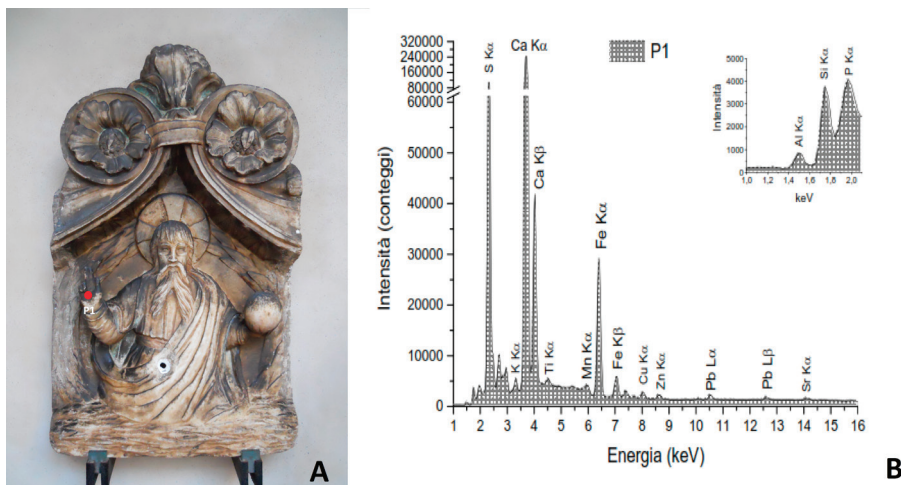 P1
A
Intensità (conteggi)
320000
240000
160000
80000
60000
50000
40000
30000
20000
10000
0
S Kα
Ca Kα
Ca Kβ
K Kα
Ti Kα
Mn Kα
Fe Kα
Fe Kβ
Cu Kα
Zn Kα
Pb Lα
Pb Lβ
Sr Kα
P1
1 2 3 4 5 6 7 8 9 10 11 12 13 14 15 16
Energia (keV)
Intensità
5000
4000
3000
2000
1000
0
Al Kα
Si Kα
P Kα
1,0 1,2 1,4 1,6 1,8 2,0
keV
B